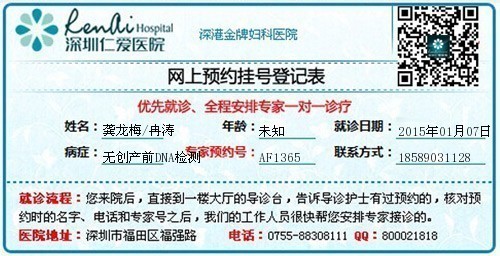 RenAi Hospital
深圳仁爱医院
深港金牌妇科医院
网上预约挂号登记表
优先就诊、全程安排专家一对一诊疗
姓名: 龚龙梅/冉涛 年龄: 未知 就诊日期: 2015年01月07日
病症: 无创产前DNA检测 专家预约号: AF1365 联系方式: 18589031128
就诊流程: 您来院后，直接到一楼大厅的导诊台，告诉导诊护士有过预约的，核对预
约时的名字、电话和专家号之后，我们的工作人员很快帮您安排专家接诊的。
医院地址: 深圳市福田区福强路 电话: 0755-88308111 QQ: 800021818